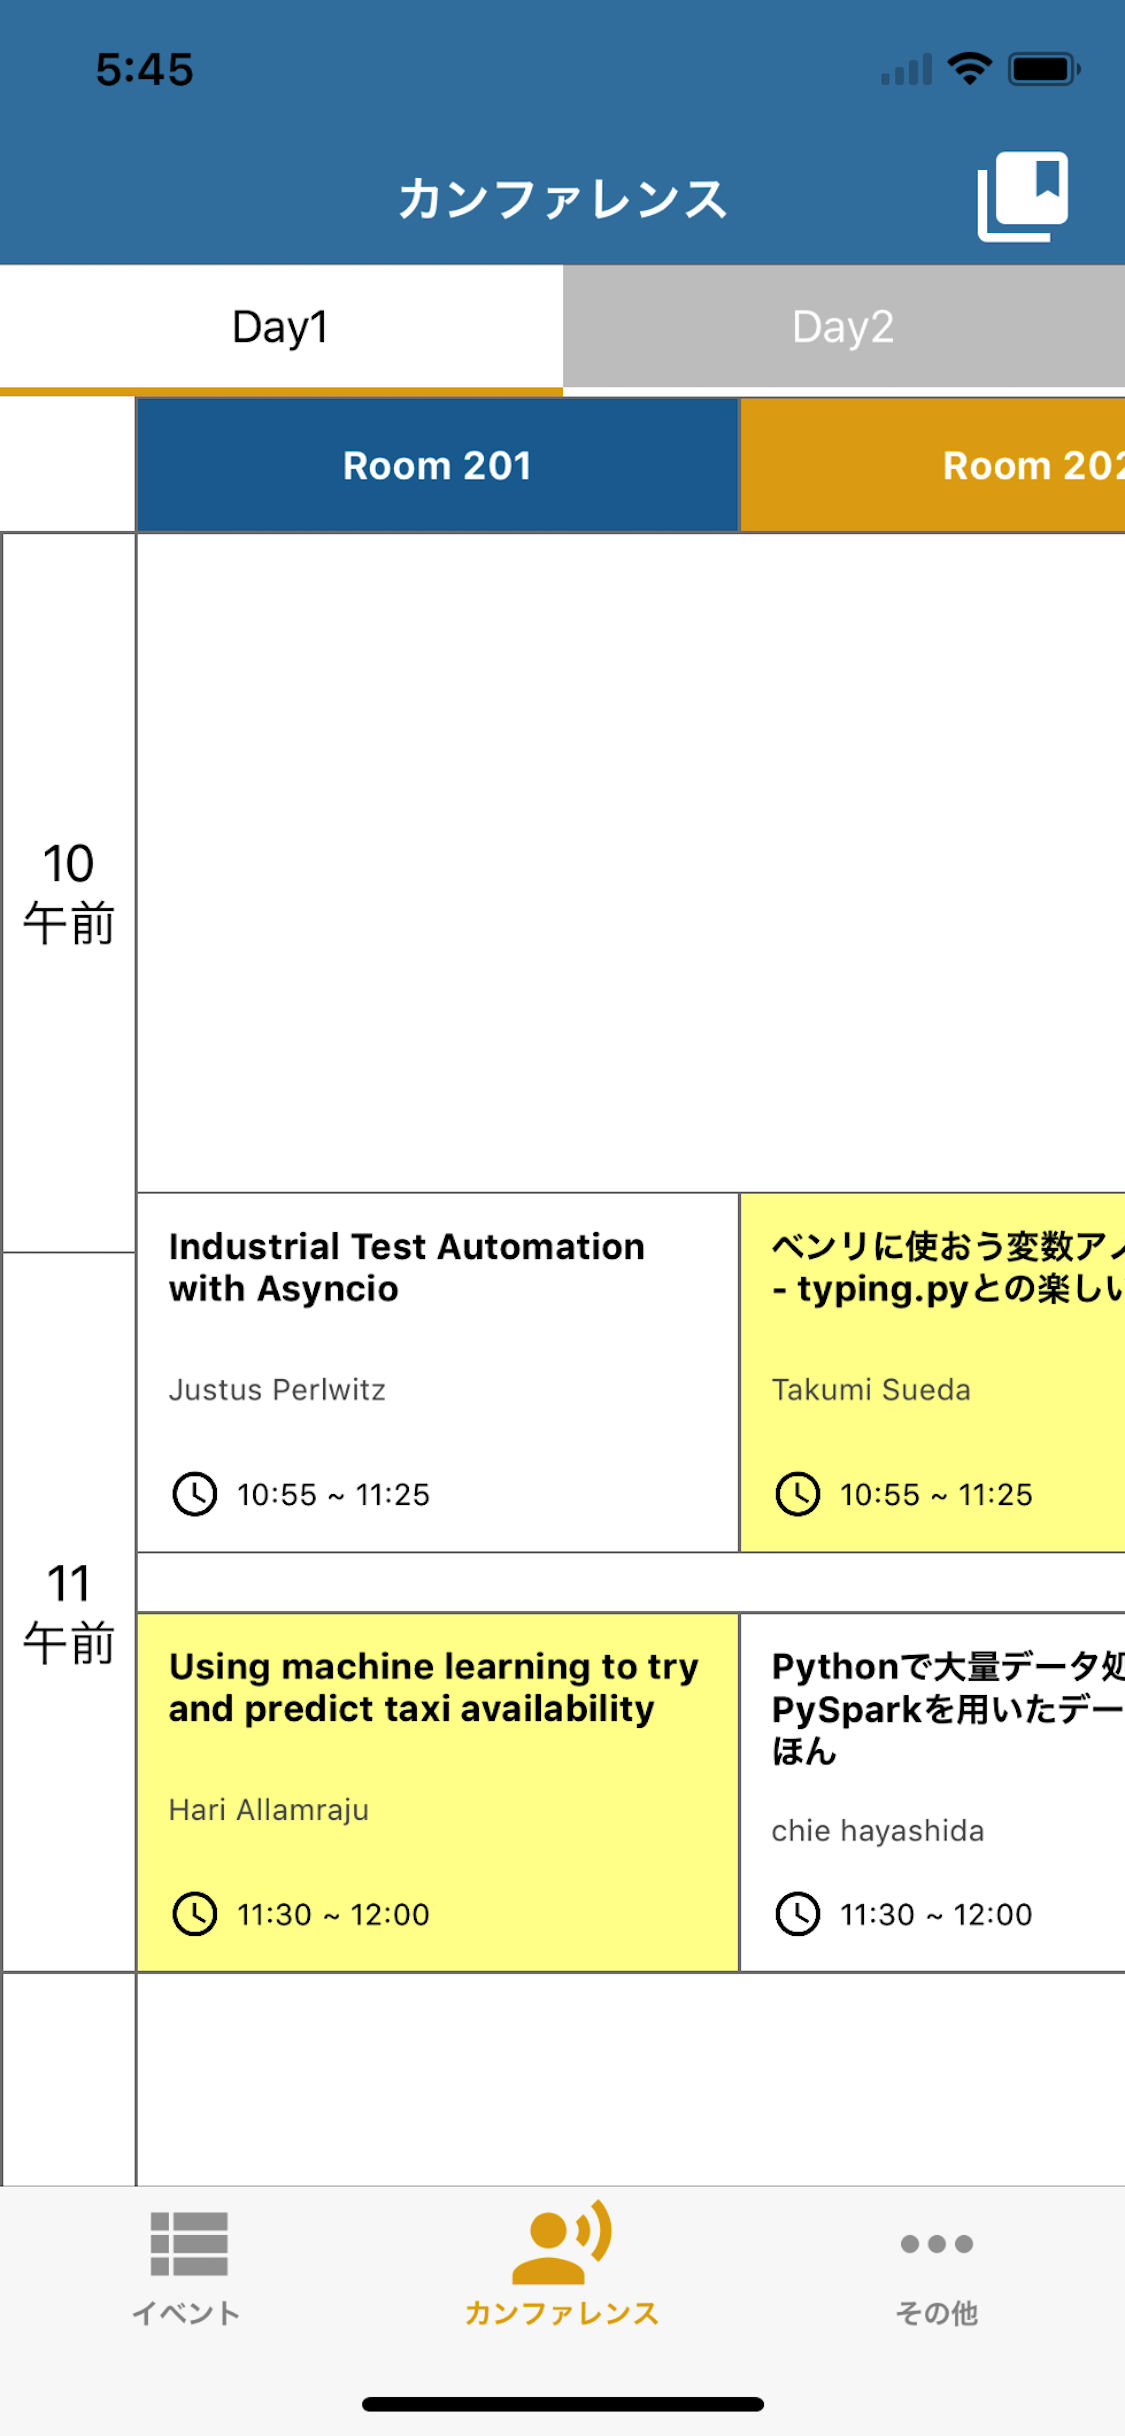 5:45
カンファレンス
Day1
Day2
Room 201
Room 202
10
午前
Industrial Test Automation
with Asyncio
Justus Perlwitz
10:55 ~ 11:25
ベンリに使おう変数アノ
- typing.pyとの楽しい
Takumi Sueda
10:55 ~ 11:25
11
午前
Using machine learning to try
and predict taxi availability
Hari Allamraju
11:30 ~ 12:00
Pythonで大量データ処
PySparkを用いたデー
ほん
chie hayashida
11:30 ~ 12:00
イベント
カンファレンス
その他